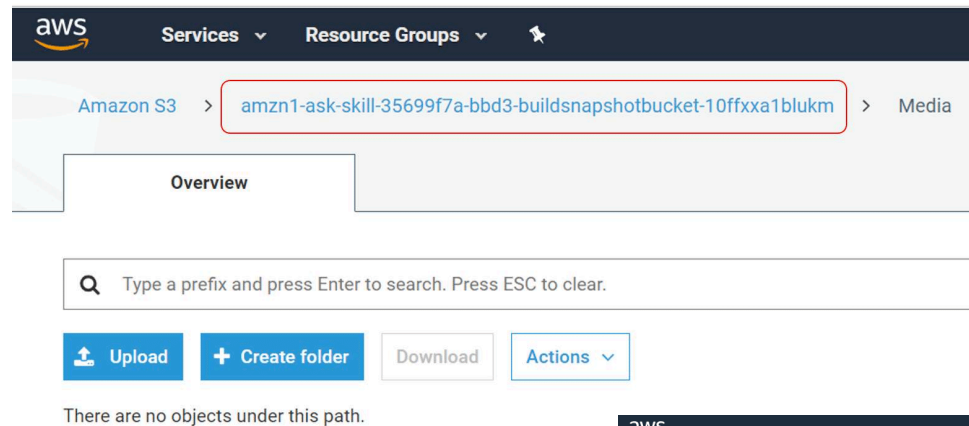 aws Services Resource Groups
Amazon S3 > amzn1-ask-skill-35699f7a-bbd3-buildsnapshotbucket-10ffxxa1blukm > Media
Overview
Type a prefix and press Enter to search. Press ESC to clear.
Upload + Create folder Download Actions
There are no objects under this path.
aws